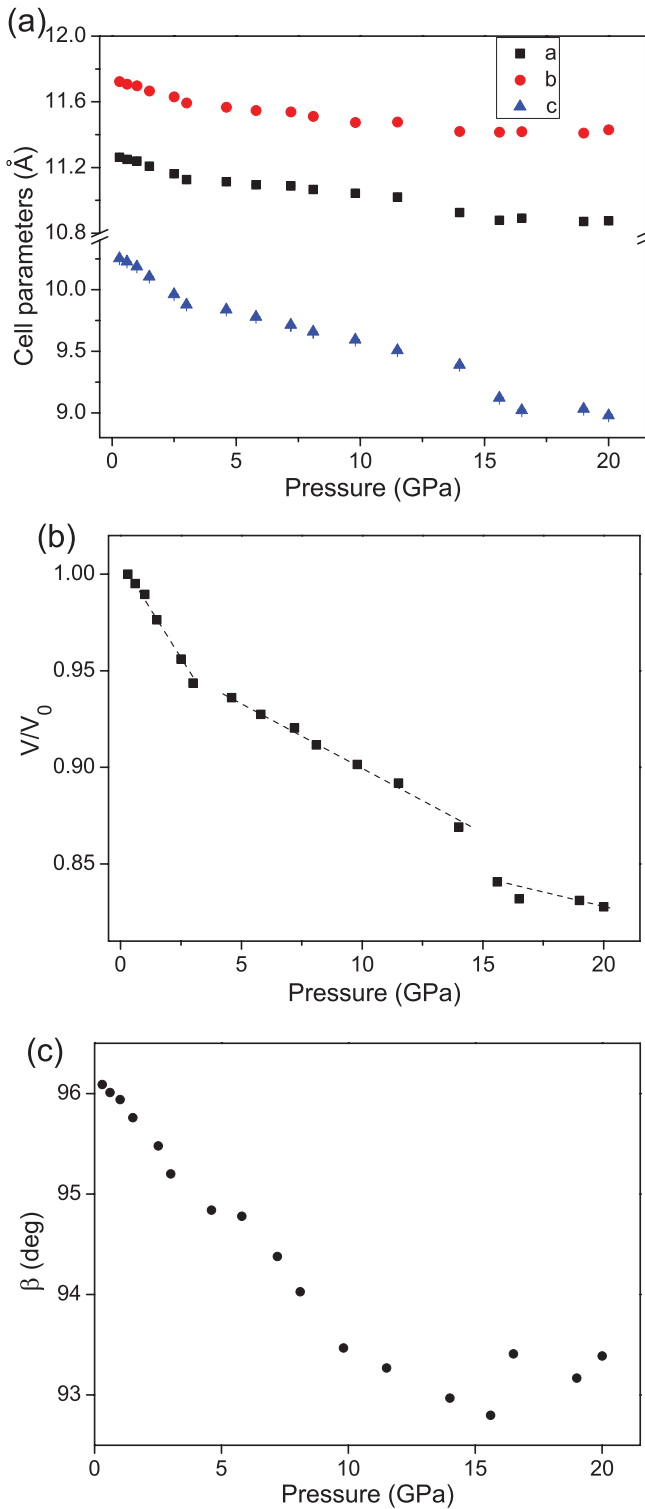 (a)
12.0
11.6
11.2
10.8
10.0
9.5
9.0
Cell parameters (Å)
a
b
c
0 5 10 15 20
Pressure (GPa)
(b)
1.00
0.95
0.90
0.85
V/V0
0 5 10 15 20
Pressure (GPa)
(c)
96
95
94
93
β (deg)
0 5 10 15 20
Pressure (GPa)